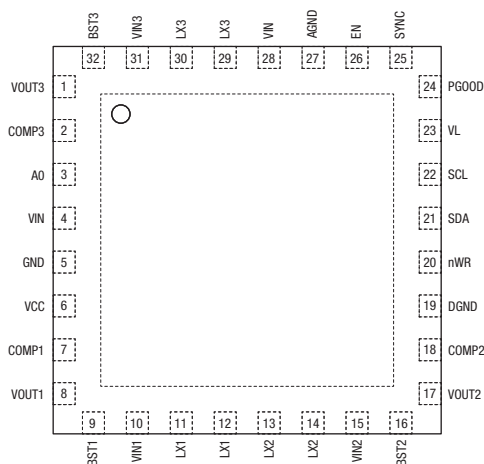 BST3 VIN3 LX3 LX3 VIN AGND EN SYNC
32 31 30 29 28 27 26 25
VOUT3 1 24 PGOOD
COMP3 2 23 VL
A0 3 22 SCL
VIN 4 21 SDA
GND 5 20 nWR
VCC 6 19 DGND
COMP1 7 18 COMP2
VOUT1 8 17 VOUT2
9 10 11 12 13 14 15 16
BST1 VIN1 LX1 LX1 LX2 LX2 VIN2 BST2